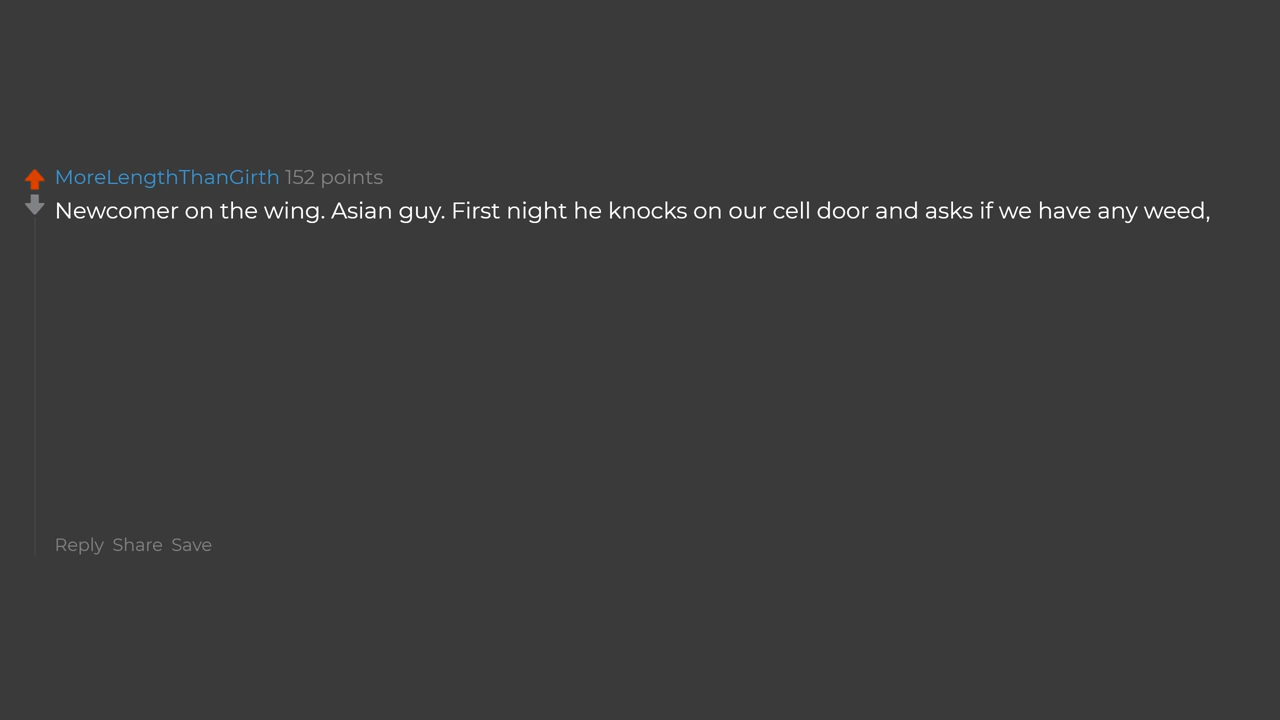 MoreLengthThanGirth 152 points
Newcomer on the wing. Asian guy. First night he knocks on our cell door and asks if we have any weed,
Reply Share Save